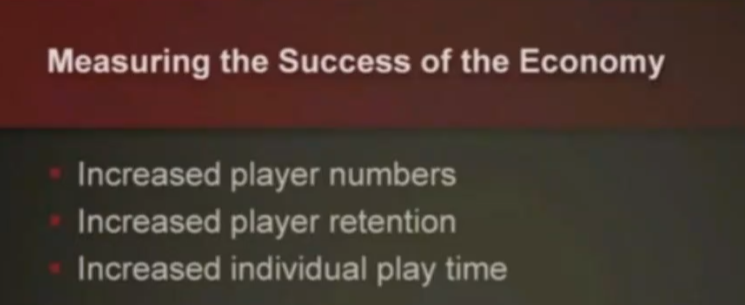 Measuring the Success of the Economy
Increased player numbers
Increased player retention
Increased individual play time